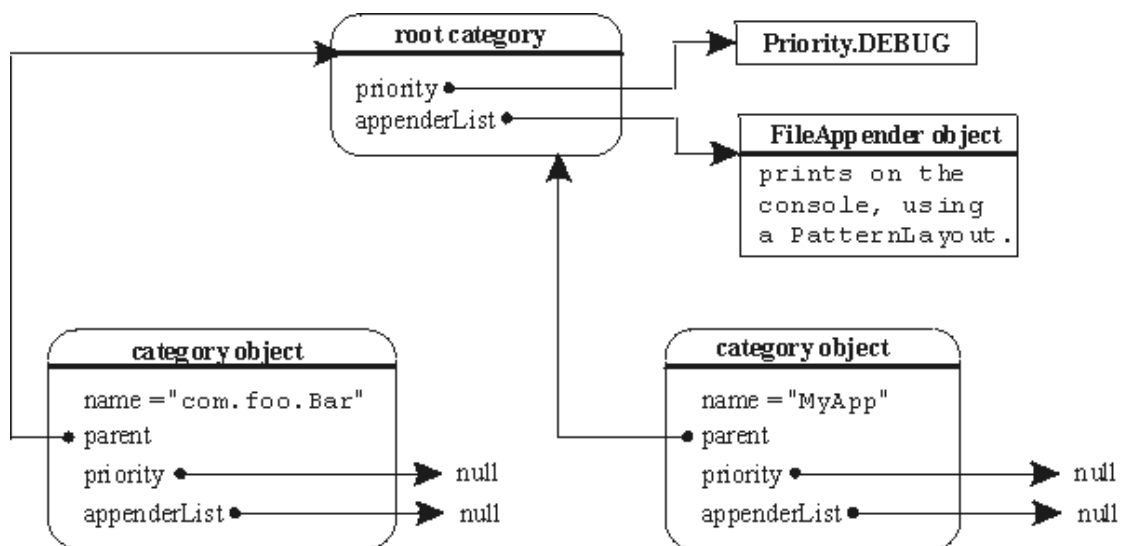 root category
priority
appenderList
Priority.DEBUG
FileAppender object
prints on the
console, using
a PatternLayout.
category object
name ="com.foo.Bar"
parent
priority
null
appenderList
null
category object
name ="MyApp"
parent
priority
null
appenderList
null